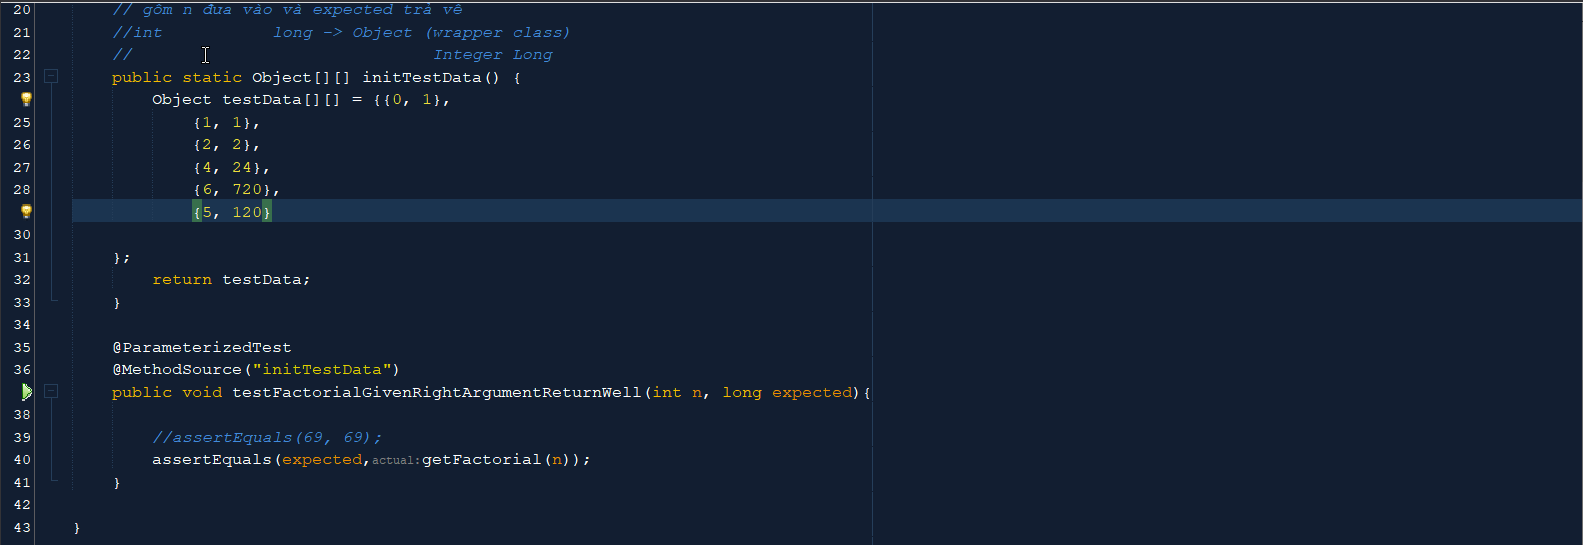 20 // gồm n đưa vào và expected trả về
21 //int long -> Object (wrapper class)
22 // Integer Long
23 public static Object[][] initTestData() {
Object testData[][] = {{0, 1},
25 {1, 1},
26 {2, 2},
27 {4, 24},
28 {6, 720},
{5, 120}
30
31 };
32 return testData;
33 }
34
35 @ParameterizedTest
36 @MethodSource("initTestData")
public void testFactorialGivenRightArgumentReturnWell(int n, long expected){
38
39 //assertEquals(69, 69);
40 assertEquals(expected,actual:getFactorial(n));
41 }
42
43 }